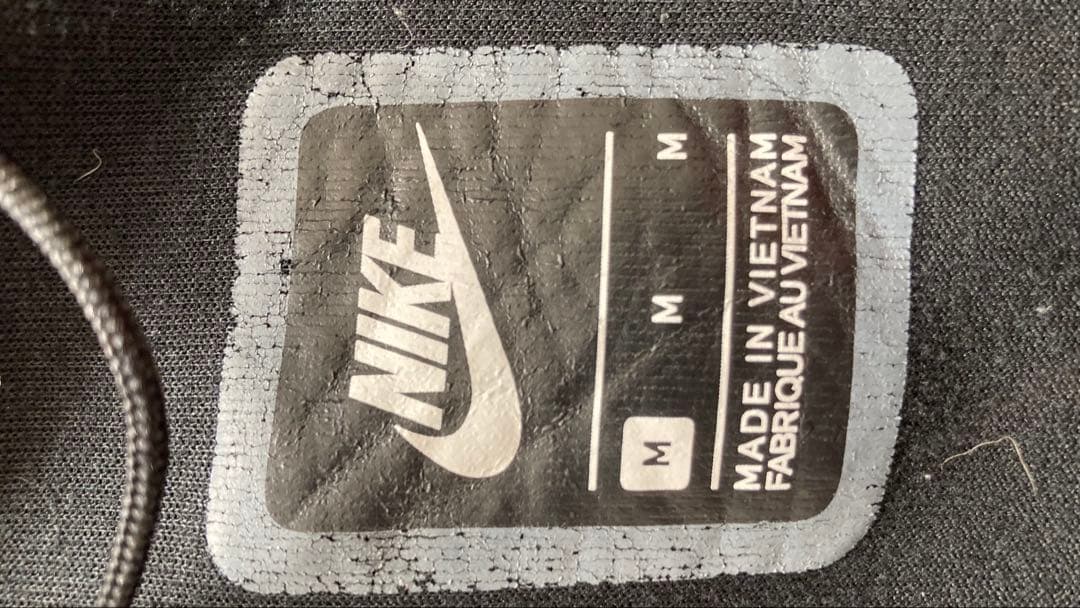 NIKE
M M M
MADE IN VIETNAM
FABRIQUE AU VIETNAM